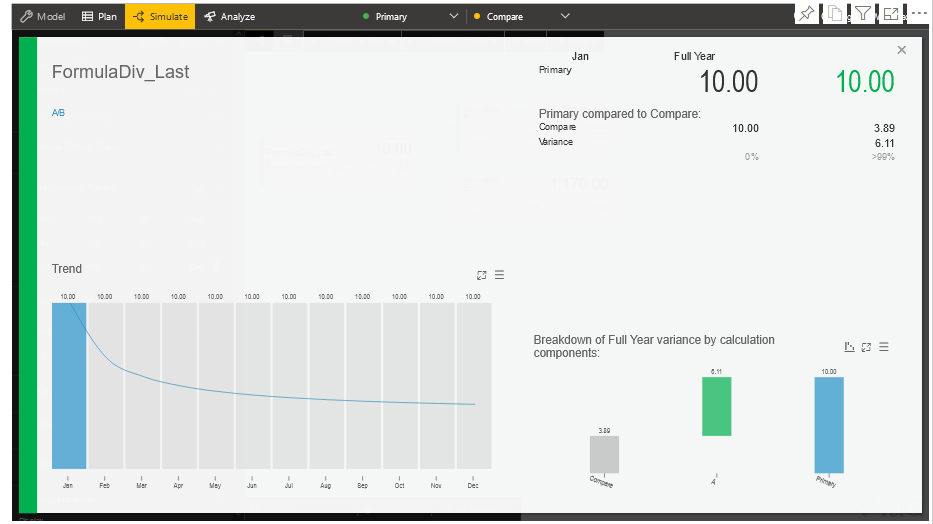 Model Plan Simulate Analyze Primary Compare
FormulaDiv_Last
A/B
Jan Full Year
Primary
10.00 10.00
Primary compared to Compare:
Compare 10.00 3.89
Variance 6.11
0% >99%
Trend
10.00 10.00 10.00 10.00 10.00 10.00 10.00 10.00 10.00 10.00 10.00 10.00
Jan Feb Mar Apr May Jun Jul Aug Sep Oct Nov Dec
Breakdown of Full Year variance by calculation
components:
3.89 6.11 10.00
Compare A Primary